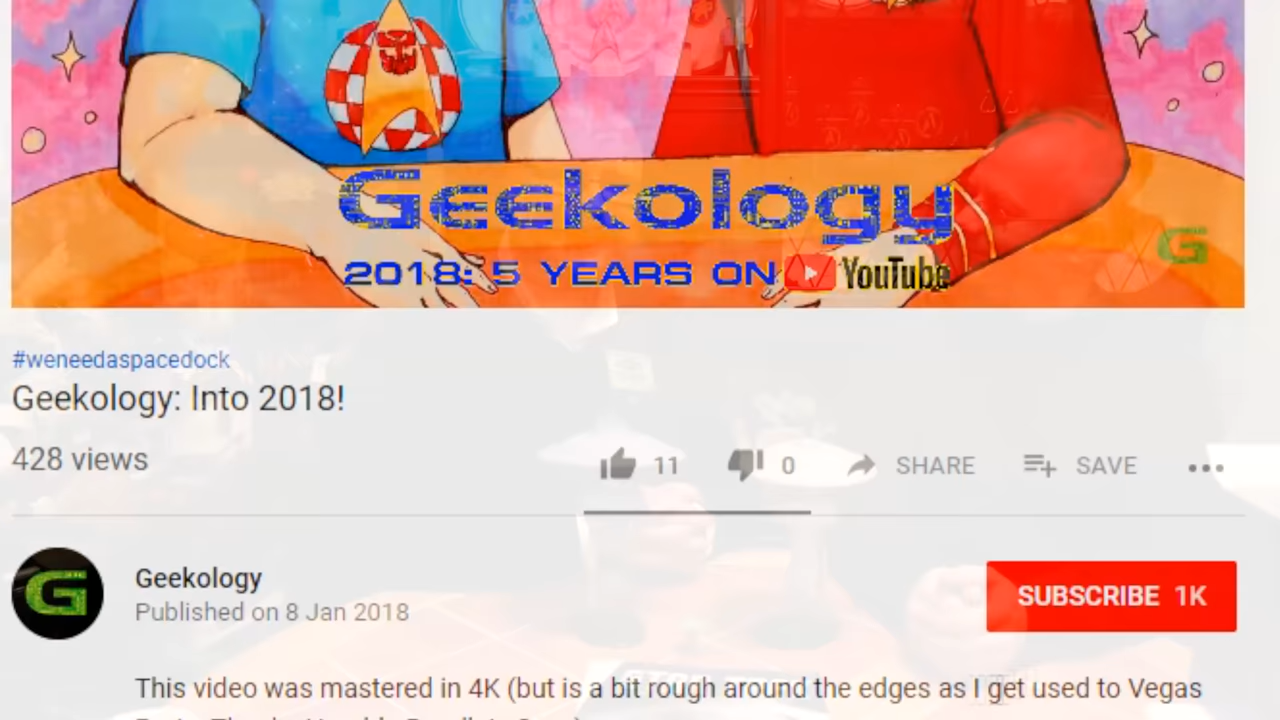 Geekology
2018: 5 YEARS ON YouTube
G
#weneedaspacedock
Geekology: Into 2018!
428 views
11 0 SHARE SAVE
G
Geekology
Published on 8 Jan 2018
SUBSCRIBE 1K
This video was mastered in 4K (but is a bit rough around the edges as I get used to Vegas